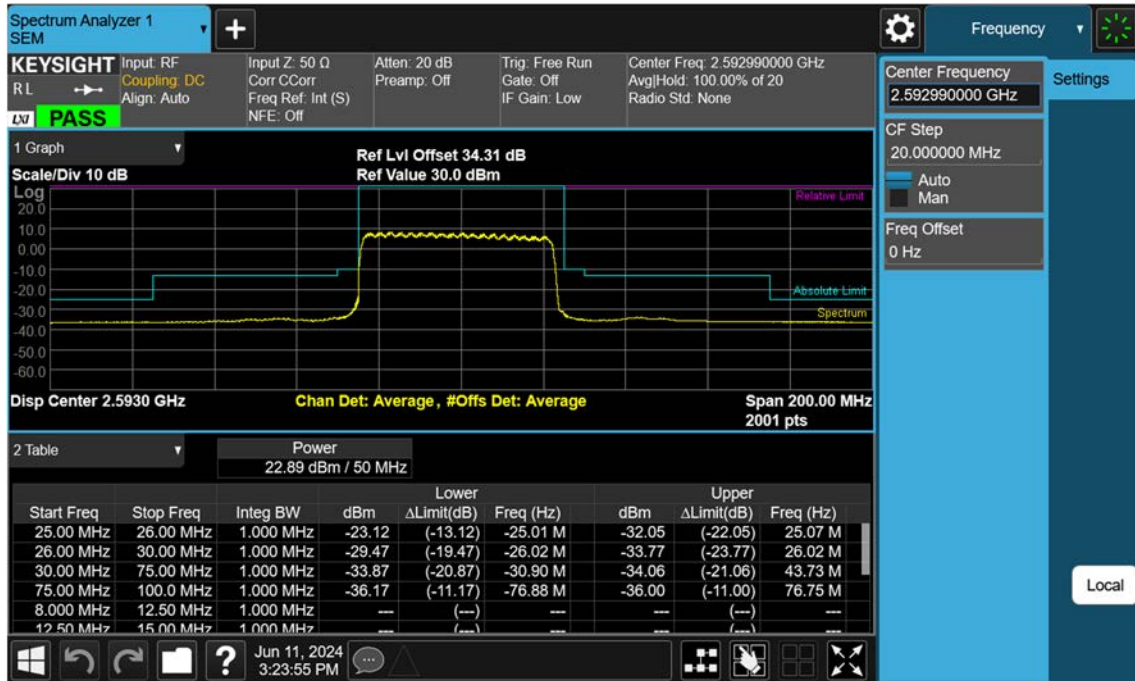 Spectrum Analyzer 1
SEM
Frequency
KEYSIGHT
RL
LXI
PASS
Input: RF
Coupling: DC
Align: Auto
Input Z: 50 Ω
Corr CCorr
Freq Ref: Int (S)
NFE: Off
Atten: 20 dB
Preamp: Off
Trig: Free Run
Gate: Off
IF Gain: Low
Center Freq: 2.592990000 GHz
Avg|Hold: 100.00% of 20
Radio Std: None
Center Frequency
2.592990000 GHz
Settings
CF Step
20.000000 MHz
Auto
Man
Freq Offset
0 Hz
Local
1 Graph
Scale/Div 10 dB
Ref Lvl Offset 34.31 dB
Ref Value 30.0 dBm
Log
20.0
10.0
0.00
-10.0
-20.0
-30.0
-40.0
-50.0
-60.0
Relative Limit
Absolute Limit
Spectrum
Disp Center 2.5930 GHz
Chan Det: Average, #Offs Det: Average
Span 200.00 MHz
2001 pts
2 Table
Power
22.89 dBm / 50 MHz
Lower Upper
Start Freq Stop Freq Integ BW dBm ΔLimit(dB) Freq (Hz) dBm ΔLimit(dB) Freq (Hz)
25.00 MHz 26.00 MHz 1.000 MHz -23.12 (-13.12) -25.01 M -32.05 (-22.05) 25.07 M
26.00 MHz 30.00 MHz 1.000 MHz -29.47 (-19.47) -26.02 M -33.77 (-23.77) 26.02 M
30.00 MHz 75.00 MHz 1.000 MHz -33.87 (-20.87) -30.90 M -34.06 (-21.06) 43.73 M
75.00 MHz 100.0 MHz 1.000 MHz -36.17 (-11.17) -76.88 M -36.00 (-11.00) 76.75 M
8.000 MHz 12.50 MHz 1.000 MHz --- (---) --- --- (---) ---
12.50 MHz 15.00 MHz 1.000 MHz --- (---) --- --- (---) ---
?
Jun 11, 2024
3:23:55 PM